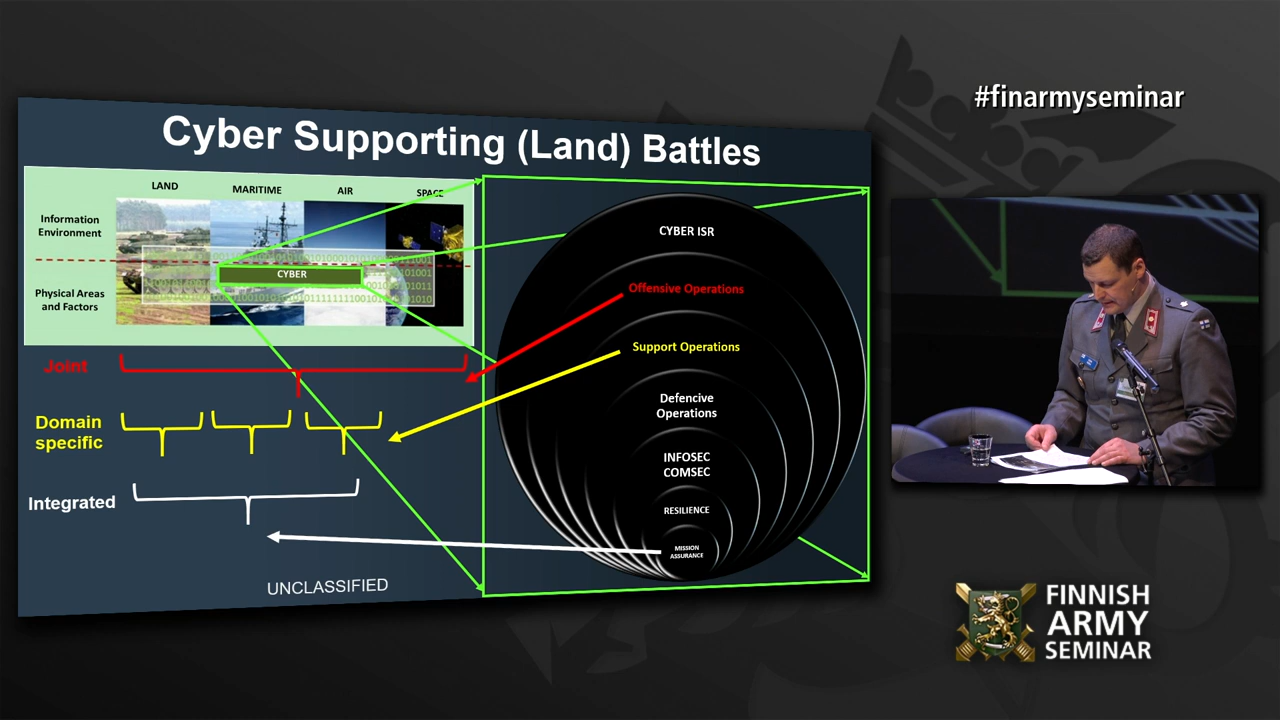 #finarmyseminar
Cyber Supporting (Land) Battles
LAND
MARITIME
AIR
SPACE
Information
Environment
CYBER
Physical Areas
and Factors
Joint
Domain
specific
Integrated
UNCLASSIFIED
CYBER ISR
Offensive Operations
Support Operations
Defencive
Operations
INFOSEC
COMSEC
RESILIENCE
MISSION
ASSURANCE
FINNISH
ARMY
SEMINAR